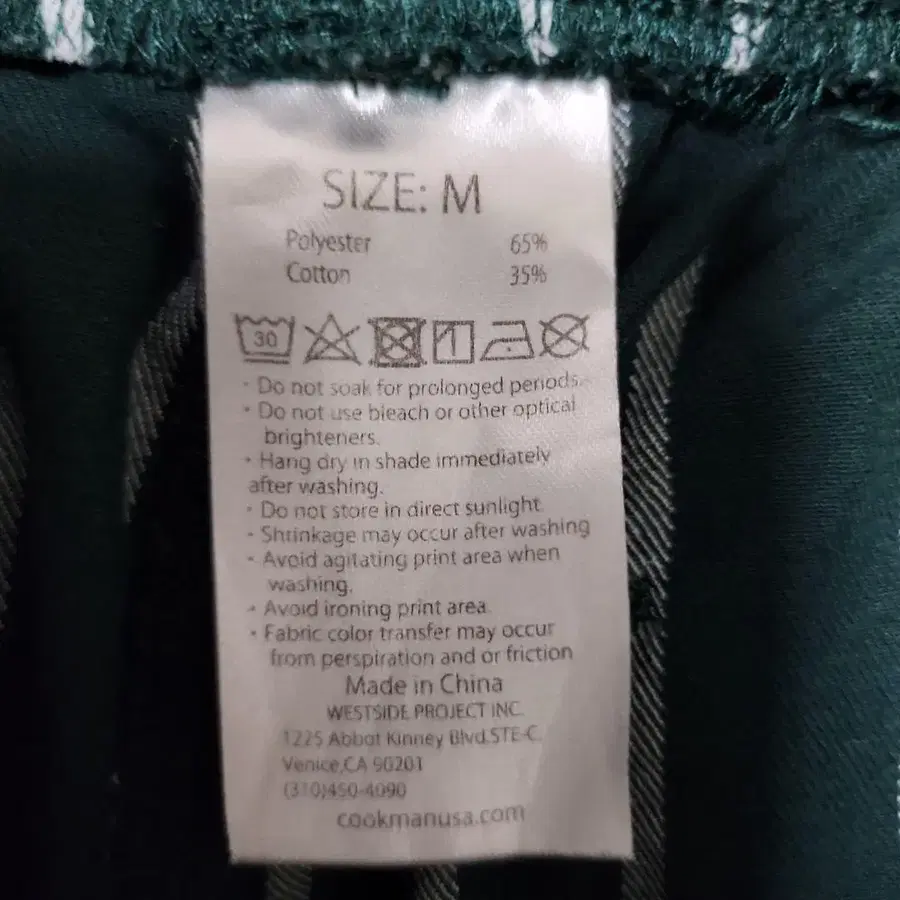 SIZE: M
Polyester 65%
Cotton 35%
30
· Do not soak for prolonged periods.
· Do not use bleach or other optical
brighteners.
· Hang dry in shade immediately
after washing.
· Do not store in direct sunlight.
· Shrinkage may occur after washing
· Avoid agitating print area when
washing.
· Avoid ironing print area.
· Fabric color transfer may occur
from perspiration and or friction
Made in China
WESTSIDE PROJECT INC.
1225 Abbot Kinney Blvd.STE-C.
Venice,CA 90201
(310)450-4090
cookmanusa.com